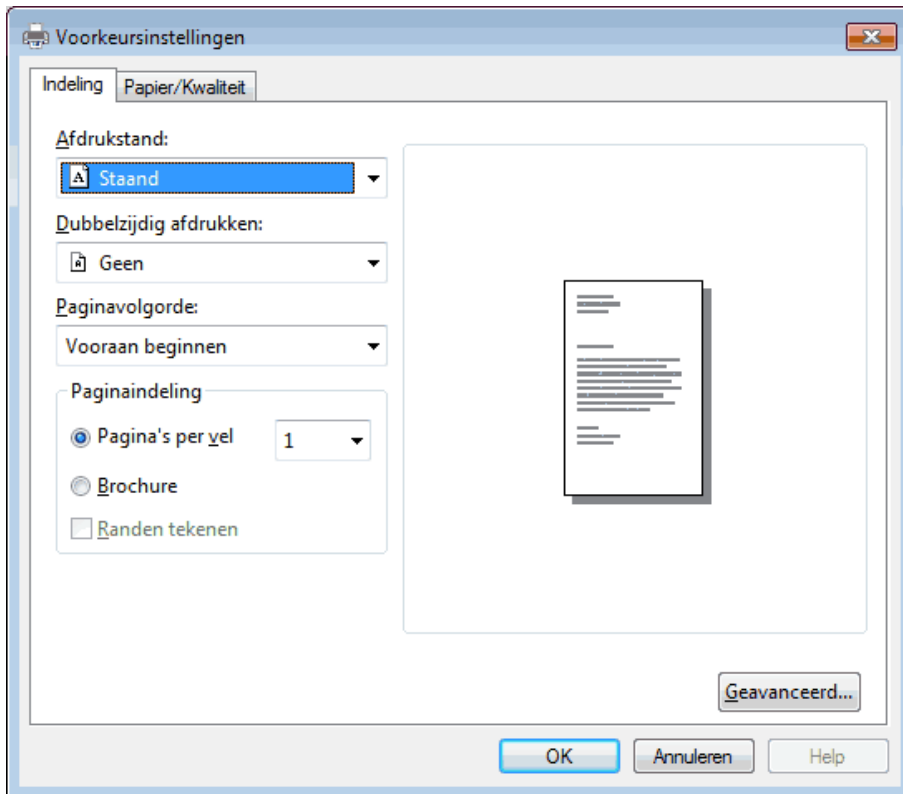 Voorkeursinstellingen
Indeling Papier/Kwaliteit
Afdrukstand:
Staand
Dubbelzijdig afdrukken:
Geen
Paginavolgorde:
Vooraan beginnen
Paginaindeling
Pagina's per vel 1
Brochure
Randen tekenen
Geavanceerd...
OK Annuleren Help